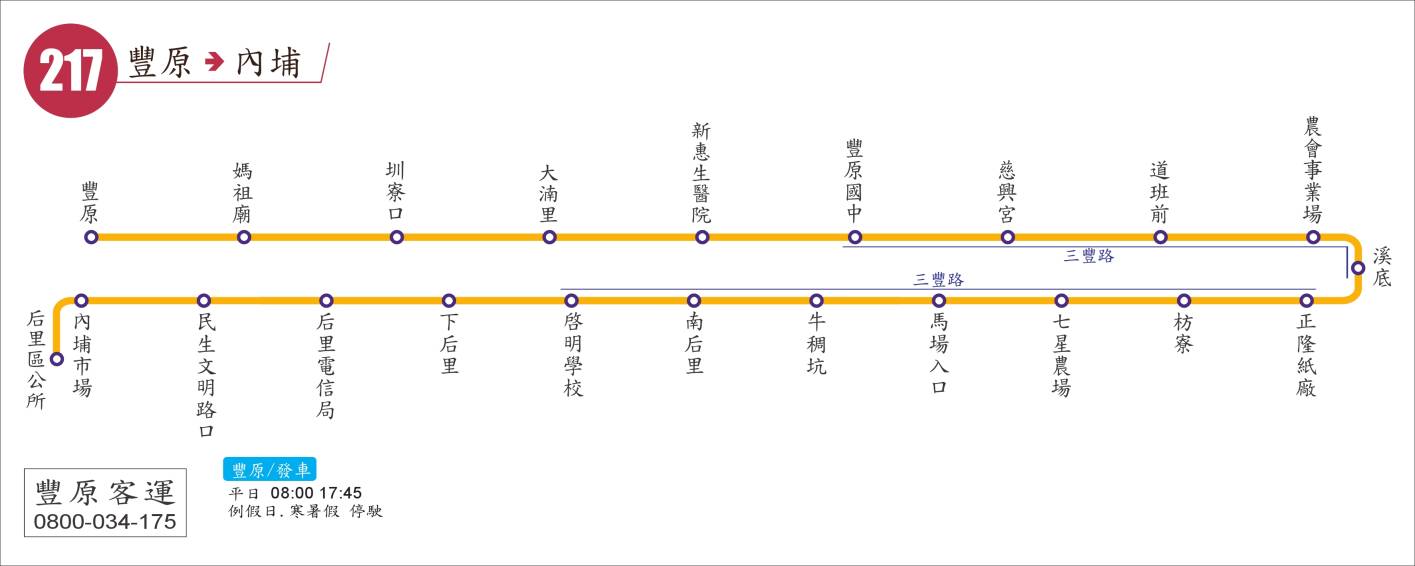 217
豐原 → 內埔
豐原
媽祖廟
圳寮口
大湳里
新惠生醫院
豐原國中
慈興宮
道班前
農會事業場
三豐路
溪底
三豐路
正隆紙廠
枋寮
七星農場
馬場入口
牛稠坑
南后里
啓明學校
下后里
后里電信局
民生文明路口
內埔市場
后里區公所
豐原客運
0800-034-175
豐原/發車
平日 08:00 17:45
例假日.寒暑假 停駛